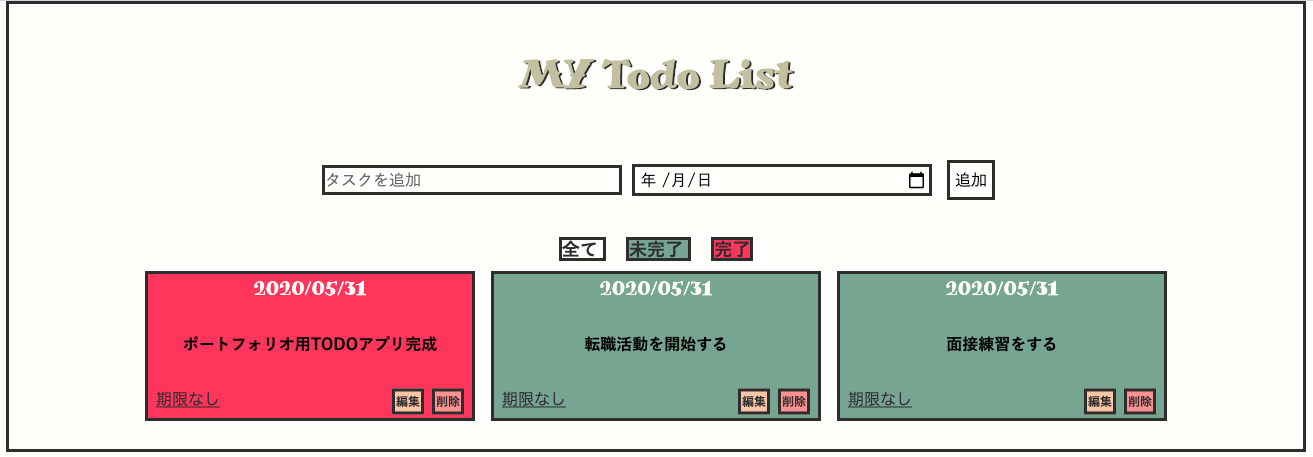 MY Todo List
タスクを追加 年 /月/日 追加
全て 未完了 完了
2020/05/31 2020/05/31 2020/05/31
ポートフォリオ用TODOアプリ完成 転職活動を開始する 面接練習をする
期限なし 編集 削除 期限なし 編集 削除 期限なし 編集 削除